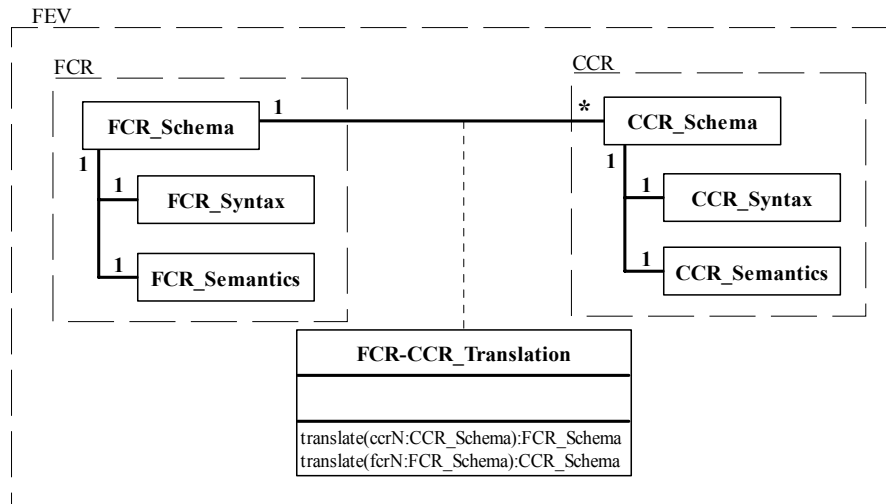 FEV
FCR
CCR
1
*
FCR_Schema
CCR_Schema
1
1
1
1
FCR_Syntax
CCR_Syntax
1
1
FCR_Semantics
CCR_Semantics
FCR-CCR_Translation
translate(ccrN:CCR_Schema):FCR_Schema
translate(fcrN:FCR_Schema):CCR_Schema